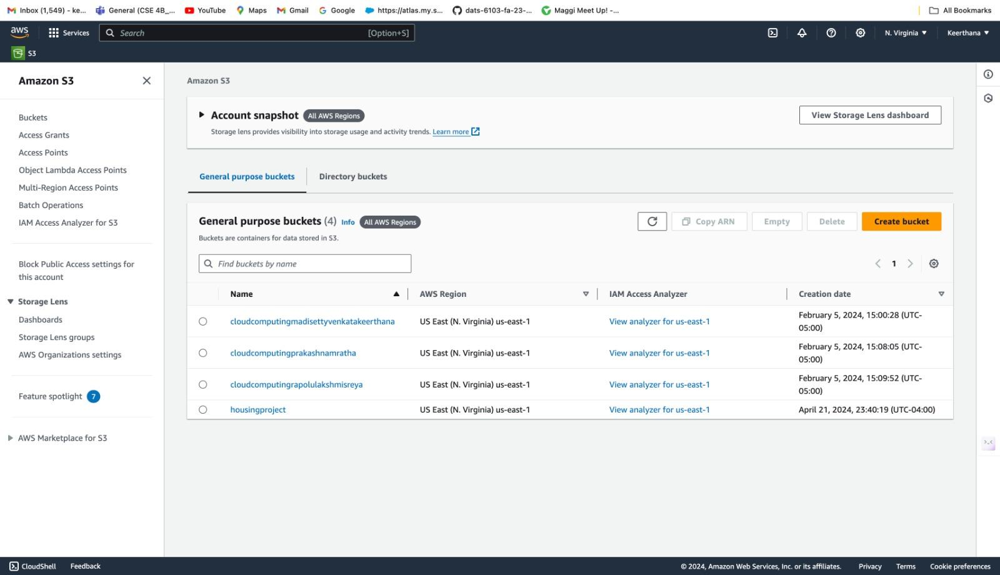 Inbox (1,549) - ke...
General (CSE 4B_...
YouTube
Maps
Gmail
Google
https://atlas.my.s...
dats-6103-fa-23-...
Maggi Meet Up! -...
All Bookmarks
aws
Services
Search
[Option+S]
N. Virginia
Keerthana
S3
Amazon S3
Buckets
Access Grants
Access Points
Object Lambda Access Points
Multi-Region Access Points
Batch Operations
IAM Access Analyzer for S3
Block Public Access settings for
this account
Storage Lens
Dashboards
Storage Lens groups
AWS Organizations settings
Feature spotlight 7
AWS Marketplace for S3
Amazon S3
Account snapshot All AWS Regions
View Storage Lens dashboard
Storage lens provides visibility into storage usage and activity trends. Learn more
General purpose buckets
Directory buckets
General purpose buckets (4) Info All AWS Regions
Copy ARN
Empty
Delete
Create bucket
Buckets are containers for data stored in S3.
Find buckets by name
1
Name
AWS Region
IAM Access Analyzer
Creation date
cloudcomputingmadisettyvenkatakeerthana
US East (N. Virginia) us-east-1
View analyzer for us-east-1
February 5, 2024, 15:00:28 (UTC-
05:00)
cloudcomputingprakashnamratha
US East (N. Virginia) us-east-1
View analyzer for us-east-1
February 5, 2024, 15:08:05 (UTC-
05:00)
cloudcomputingrapolulakshmisreya
US East (N. Virginia) us-east-1
View analyzer for us-east-1
February 5, 2024, 15:09:52 (UTC-
05:00)
housingproject
US East (N. Virginia) us-east-1
View analyzer for us-east-1
April 21, 2024, 23:40:19 (UTC-04:00)
CloudShell
Feedback
© 2024, Amazon Web Services, Inc. or its affiliates.
Privacy
Terms
Cookie preferences